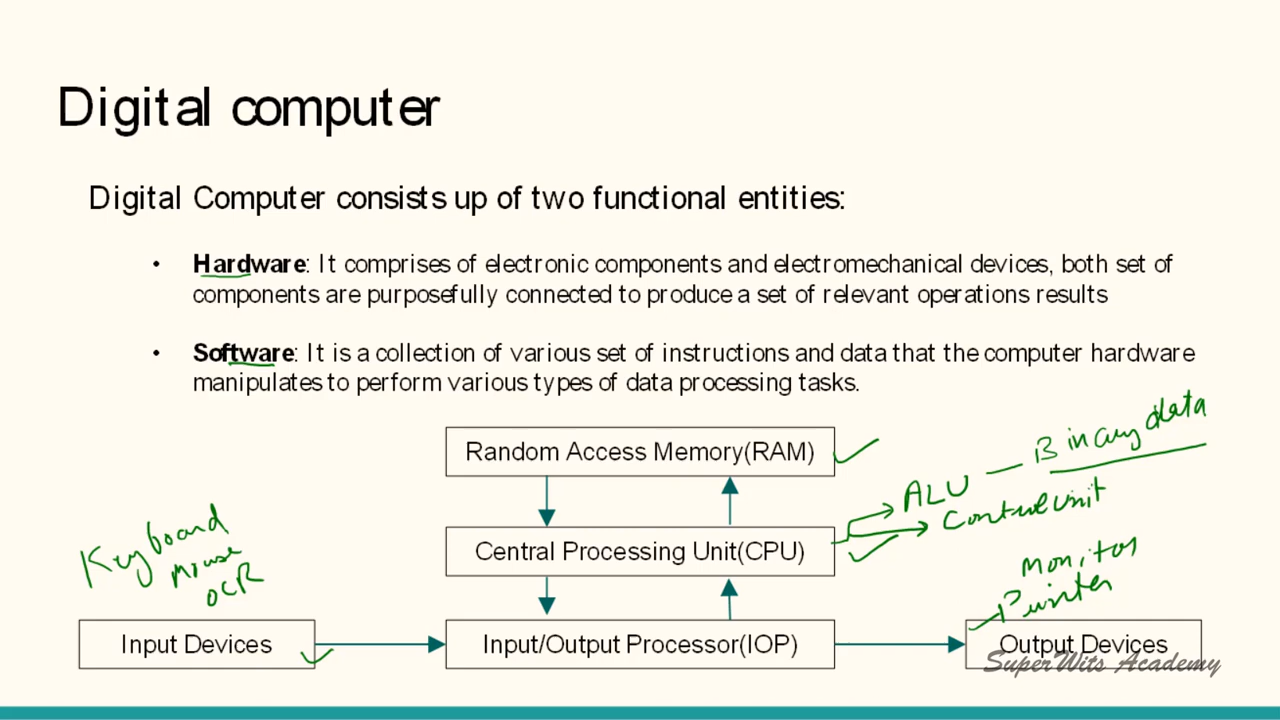 Digital computer
Digital Computer consists up of two functional entities:
• Hardware: It comprises of electronic components and electromechanical devices, both set of
components are purposefully connected to produce a set of relevant operations results
• Software: It is a collection of various set of instructions and data that the computer hardware
manipulates to perform various types of data processing tasks.
Random Access Memory(RAM)
ALU — Binary data
Control unit
Central Processing Unit(CPU)
Keyboard
Mouse
OCR
Monitor
Printer
Input Devices
Input/Output Processor(IOP)
Output Devices
SuperWits Academy